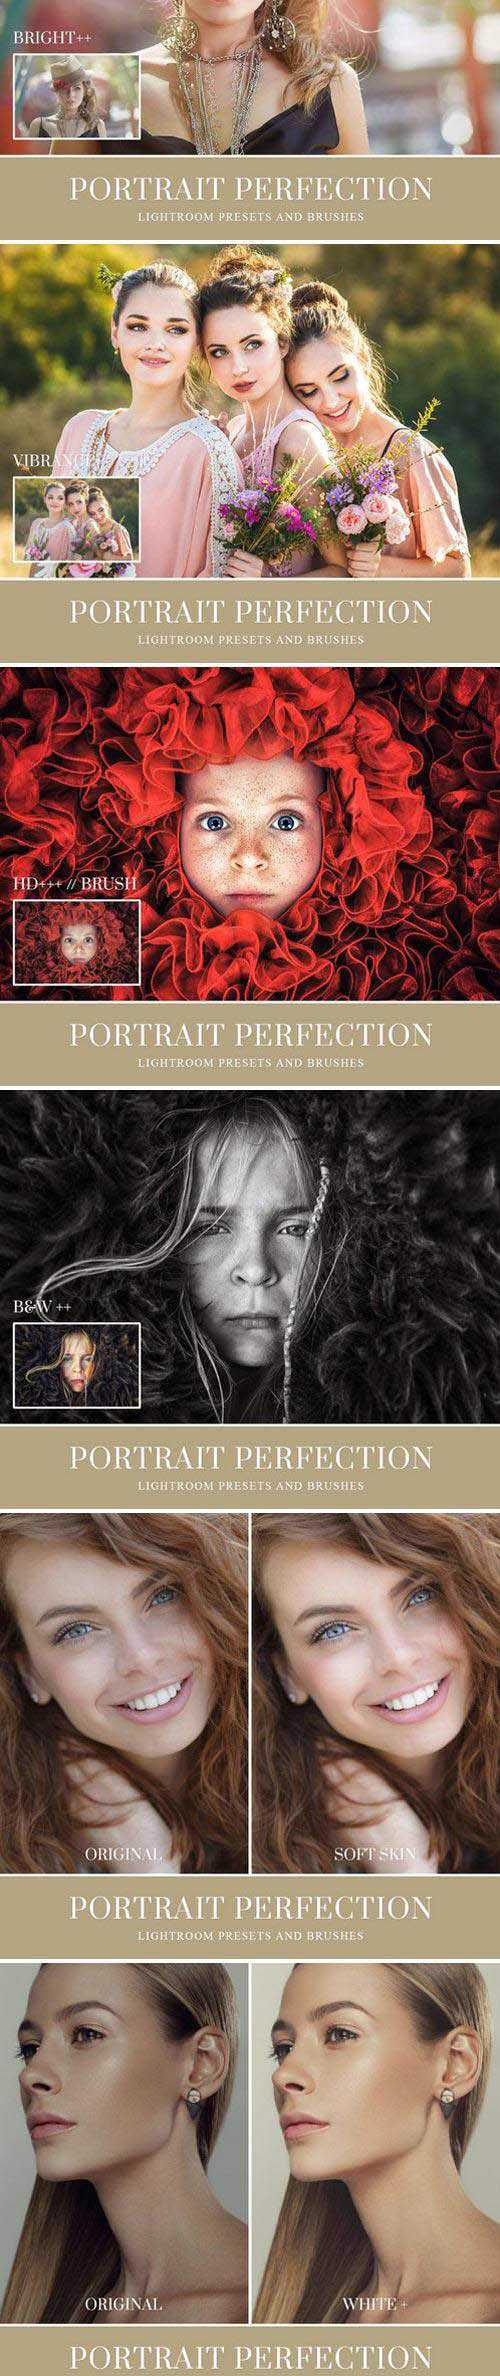 BRIGHT++
PORTRAIT PERFECTION
LIGHTROOM PRESETS AND BRUSHES
VIBRANCE
PORTRAIT PERFECTION
LIGHTROOM PRESETS AND BRUSHES
HD+++ // BRUSH
PORTRAIT PERFECTION
LIGHTROOM PRESETS AND BRUSHES
B&W ++
PORTRAIT PERFECTION
LIGHTROOM PRESETS AND BRUSHES
ORIGINAL
SOFT SKIN
PORTRAIT PERFECTION
LIGHTROOM PRESETS AND BRUSHES
ORIGINAL
WHITE +
PORTRAIT PERFECTION